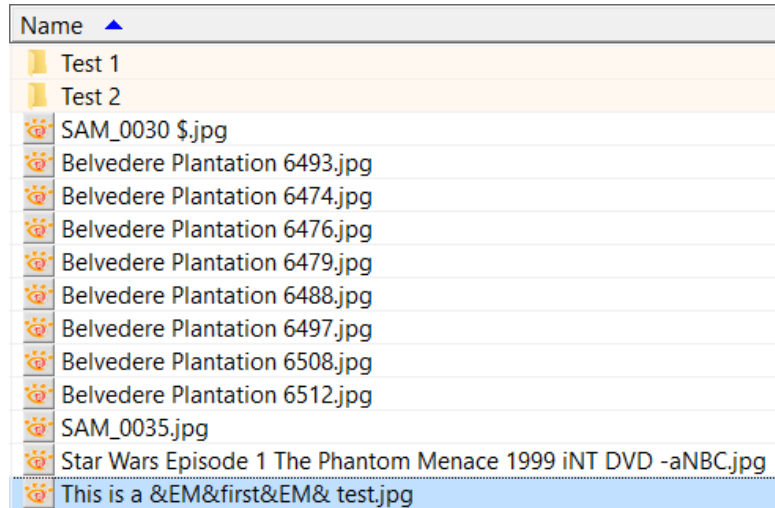 Name
Test 1
Test 2
SAM_0030 $.jpg
Belvedere Plantation 6493.jpg
Belvedere Plantation 6474.jpg
Belvedere Plantation 6476.jpg
Belvedere Plantation 6479.jpg
Belvedere Plantation 6488.jpg
Belvedere Plantation 6497.jpg
Belvedere Plantation 6508.jpg
Belvedere Plantation 6512.jpg
SAM_0035.jpg
Star Wars Episode 1 The Phantom Menace 1999 iNT DVD -aNBC.jpg
This is a &EM&first&EM& test.jpg